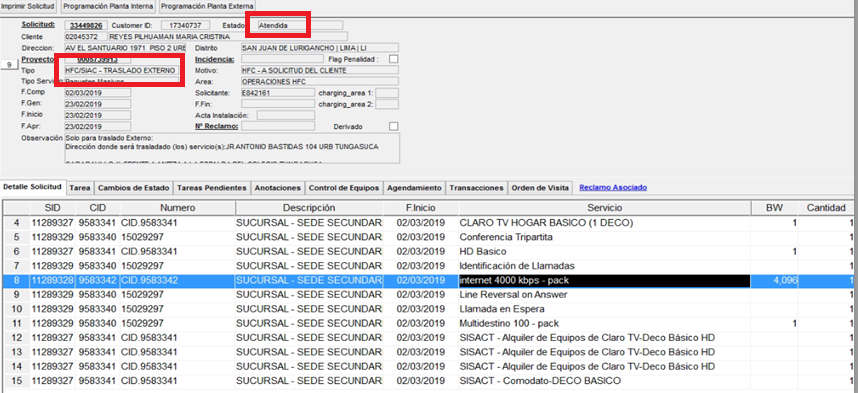 Imprimir Solicitud Programación Planta Interna Programación Planta Externa
Solicitud: 33449826 Customer ID: 17340737 Estado Atendida
Cliente 02045372 REYES PILHUAMAN MARIA CRISTINA
Direccion: AV EL SANTUARIO 1971 PISO 2 URB Distrito SAN JUAN DE LURIGANCHO | LIMA | LI
Proyecto 0005739913 Incidencia: Flag Penalidad :
9 Tipo HFC/SIAC - TRASLADO EXTERNO Motivo: HFC - A SOLICITUD DEL CLIENTE
Tipo Servicio Paquetes Masivos Area: OPERACIONES HFC
F.Comp 02/03/2019 Solicitante: E842161 charging_area 1:
F.Gen: 23/02/2019 F.Fin: charging_area 2:
F.Inicio 23/02/2019 Acta Instalación:
F.Apr: 23/02/2019 Nº Reclamo: Derivado
Observación Solo para traslado Externo:
Dirección donde será trasladado (los) servicio(s):JR ANTONIO BASTIDAS 104 URB TUNGASUCA
Detalle Solicitud Tarea Cambios de Estado Tareas Pendientes Anotaciones Control de Equipos Agendamiento Transacciones Orden de Visita Reclamo Asociado
SID CID Numero Descripción F.Inicio Servicio BW Cantidad
4 11289327 9583341 CID.9583341 SUCURSAL - SEDE SECUNDAR 02/03/2019 CLARO TV HOGAR BASICO (1 DECO) 1 1
5 11289326 9583340 15029297 SUCURSAL - SEDE SECUNDAR 02/03/2019 Conferencia Tripartita 1
6 11289327 9583341 CID.9583341 SUCURSAL - SEDE SECUNDAR 02/03/2019 HD Basico 1 1
7 11289326 9583340 15029297 SUCURSAL - SEDE SECUNDAR 02/03/2019 Identificación de Llamadas 1
8 11289328 9583342 CID.9583342 SUCURSAL - SEDE SECUNDAR 02/03/2019 internet 4000 kbps - pack 4,096 1
9 11289326 9583340 15029297 SUCURSAL - SEDE SECUNDAR 02/03/2019 Line Reversal on Answer 1
10 11289326 9583340 15029297 SUCURSAL - SEDE SECUNDAR 02/03/2019 Llamada en Espera 1
11 11289326 9583340 15029297 SUCURSAL - SEDE SECUNDAR 02/03/2019 Multidestino 100 - pack 1 1
12 11289327 9583341 CID.9583341 SUCURSAL - SEDE SECUNDAR 02/03/2019 SISACT - Alquiler de Equipos de Claro TV-Deco Básico HD 1
13 11289327 9583341 CID.9583341 SUCURSAL - SEDE SECUNDAR 02/03/2019 SISACT - Alquiler de Equipos de Claro TV-Deco Básico HD 1
14 11289327 9583341 CID.9583341 SUCURSAL - SEDE SECUNDAR 02/03/2019 SISACT - Alquiler de Equipos de Claro TV-Deco Básico HD 1
15 11289327 9583341 CID.9583341 SUCURSAL - SEDE SECUNDAR 02/03/2019 SISACT - Comodato-DECO BASICO 1